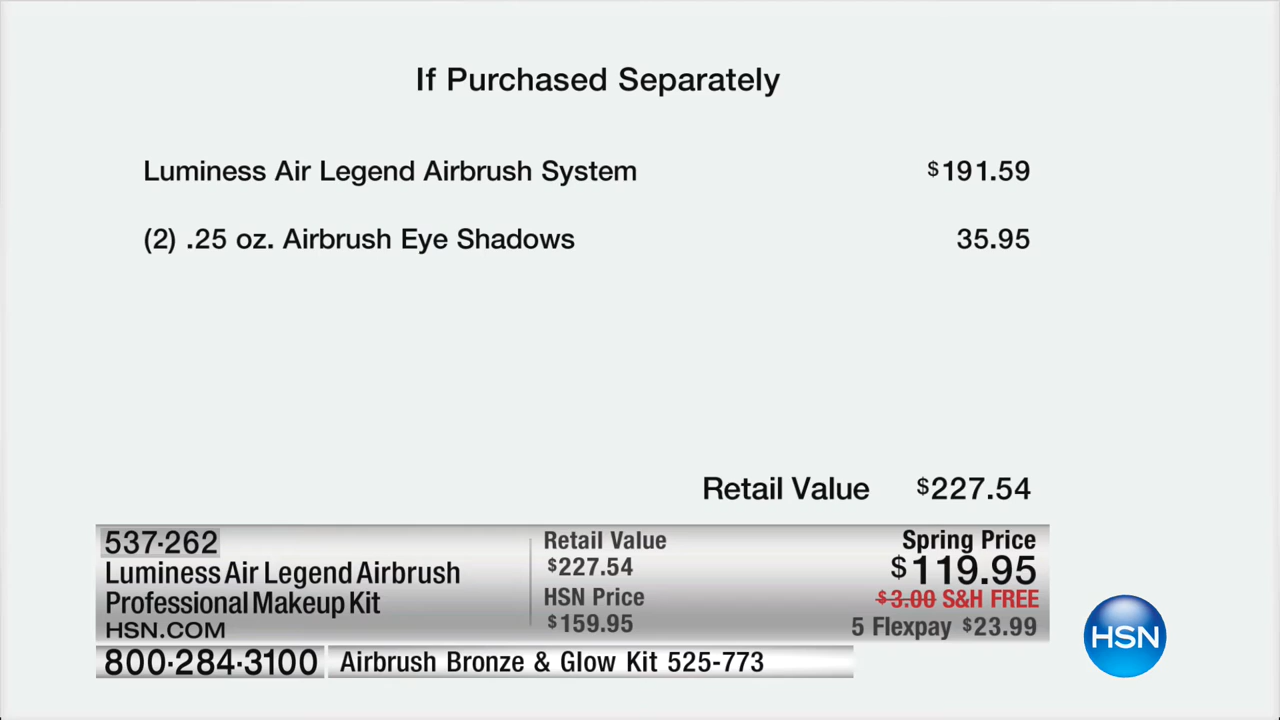 If Purchased Separately
Luminess Air Legend Airbrush System $191.59
(2) .25 oz. Airbrush Eye Shadows 35.95
Retail Value $227.54
537·262
Luminess Air Legend Airbrush
Professional Makeup Kit
HSN.COM
Retail Value
$227.54
HSN Price
$159.95
Spring Price
$119.95
$3.00 S&H FREE
5 Flexpay $23.99
800·284·3100
Airbrush Bronze & Glow Kit 525-773
HSN